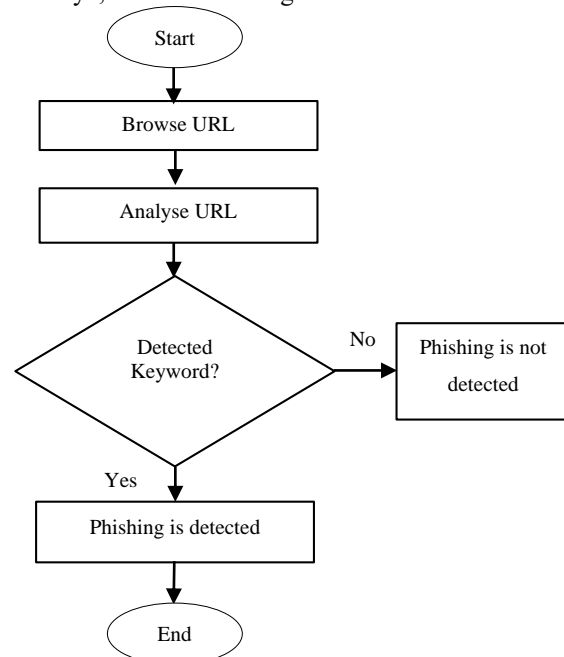 Start
Browse URL
Analyse URL
Detected
Keyword?
No
Phishing is not
detected
Yes
Phishing is detected
End